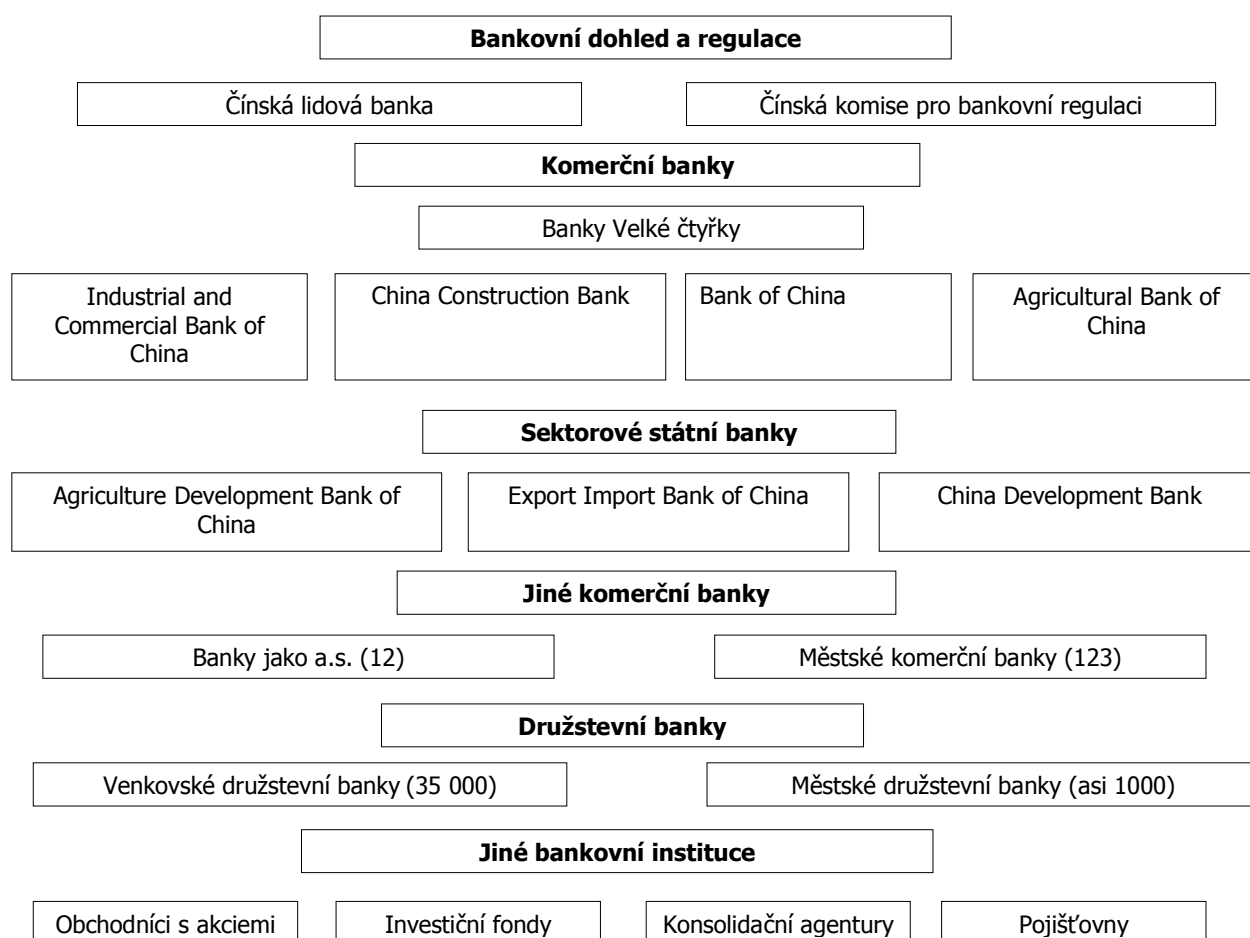 Bankovní dohled a regulace
Čínská lidová banka
Čínská komise pro bankovní regulaci
Komerční banky
Banky Velké čtyřky
Industrial and
Commercial Bank of
China
China Construction Bank
Bank of China
Agricultural Bank of
China
Sektorové státní banky
Agriculture Development Bank of
China
Export Import Bank of China
China Development Bank
Jiné komerční banky
Banky jako a.s. (12)
Městské komerční banky (123)
Družstevní banky
Venkovské družstevní banky (35 000)
Městské družstevní banky (asi 1000)
Jiné bankovní instituce
Obchodníci s akciemi
Investiční fondy
Konsolidační agentury
Pojišťovny